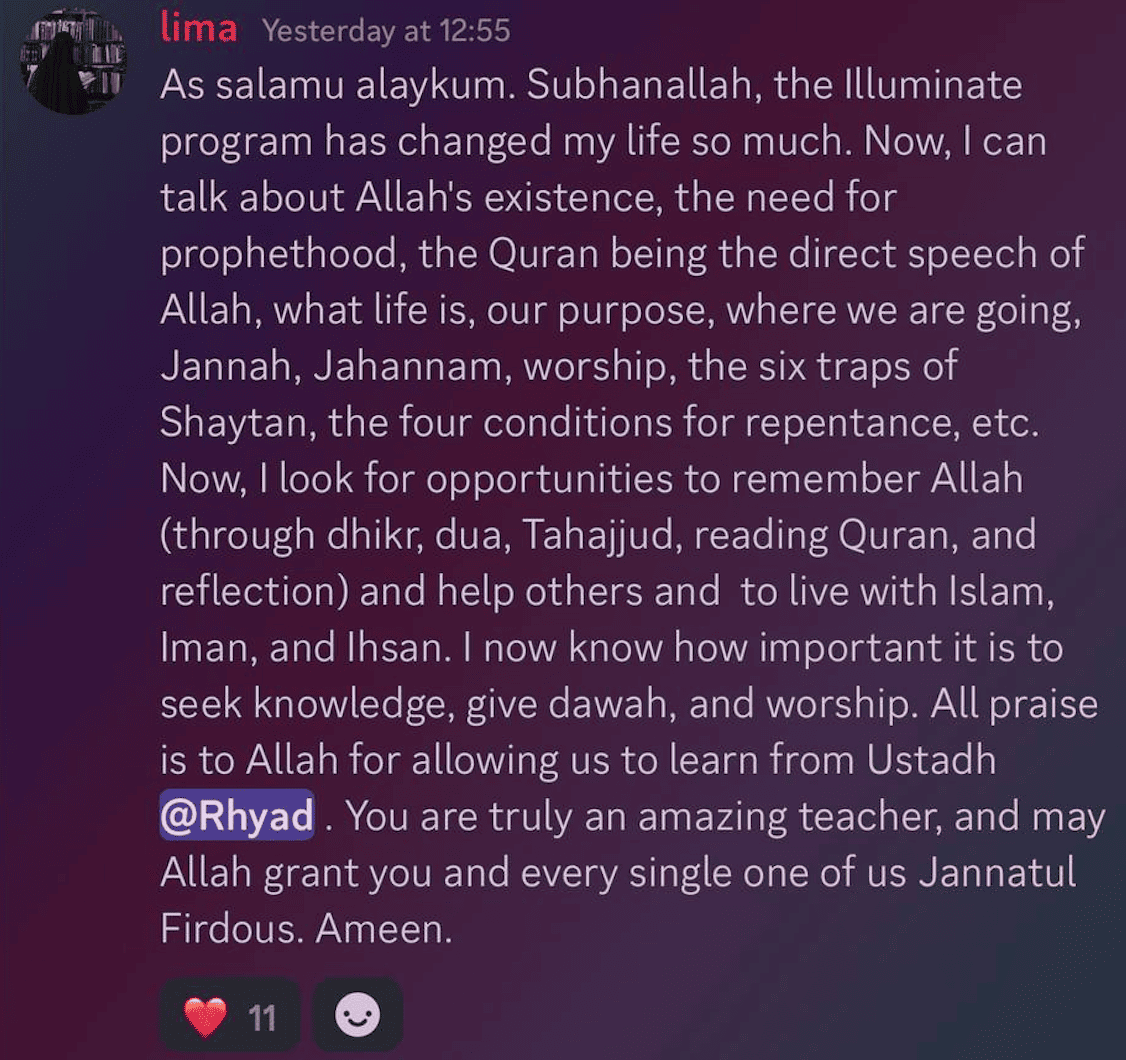 lima Yesterday at 12:55
As salamu alaykum. Subhanallah, the Illuminate
program has changed my life so much. Now, I can
talk about Allah's existence, the need for
prophethood, the Quran being the direct speech of
Allah, what life is, our purpose, where we are going,
Jannah, Jahannam, worship, the six traps of
Shaytan, the four conditions for repentance, etc.
Now, I look for opportunities to remember Allah
(through dhikr, dua, Tahajjud, reading Quran, and
reflection) and help others and  to live with Islam,
Iman, and Ihsan. I now know how important it is to
seek knowledge, give dawah, and worship. All praise
is to Allah for allowing us to learn from Ustadh
@Rhyad . You are truly an amazing teacher, and may
Allah grant you and every single one of us Jannatul
Firdous. Ameen.
❤️ 11